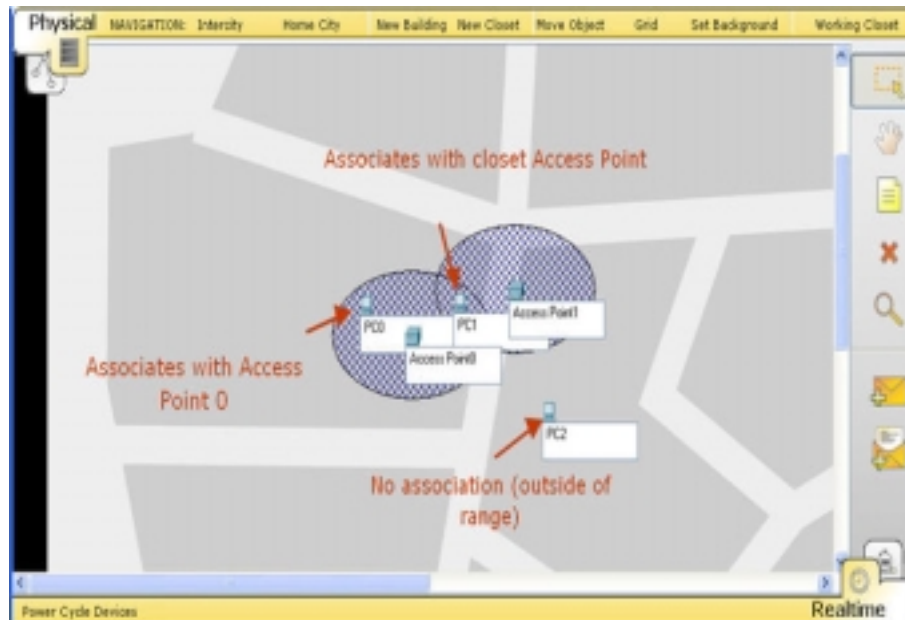 Physical NAVIGATION: Intercity Home City New Building New Closet Move Object Grid Set Background Working Closet
Associates with closet Access Point
Access Point1
PC0
PC1
Access Point0
Associates with Access
Point 0
PC2
No association (outside of
range)
Power Cycle Devices
Realtime